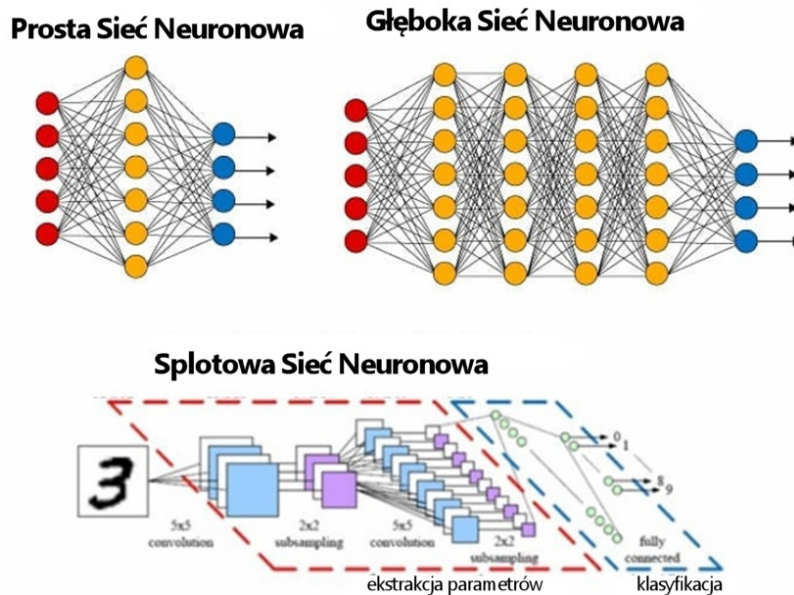 Prosta Sieć Neuronowa
Głęboka Sieć Neuronowa
Splotowa Sieć Neuronowa
3
0
1
8
9
5x5
convolution
2x2
subsampling
5x5
convolution
2x2
subsampling
fully
connected
ekstrakcja parametrów
klasyfikacja